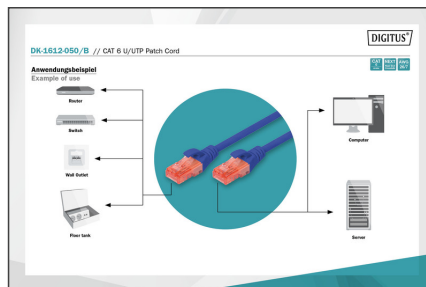 DIGITUS®
DK-1612-050/B // CAT 6 U/UTP Patch Cord
Anwendungsbeispiel
Example of use
Router
Switch
Wall Outlet
Floor tank
Computer
Server